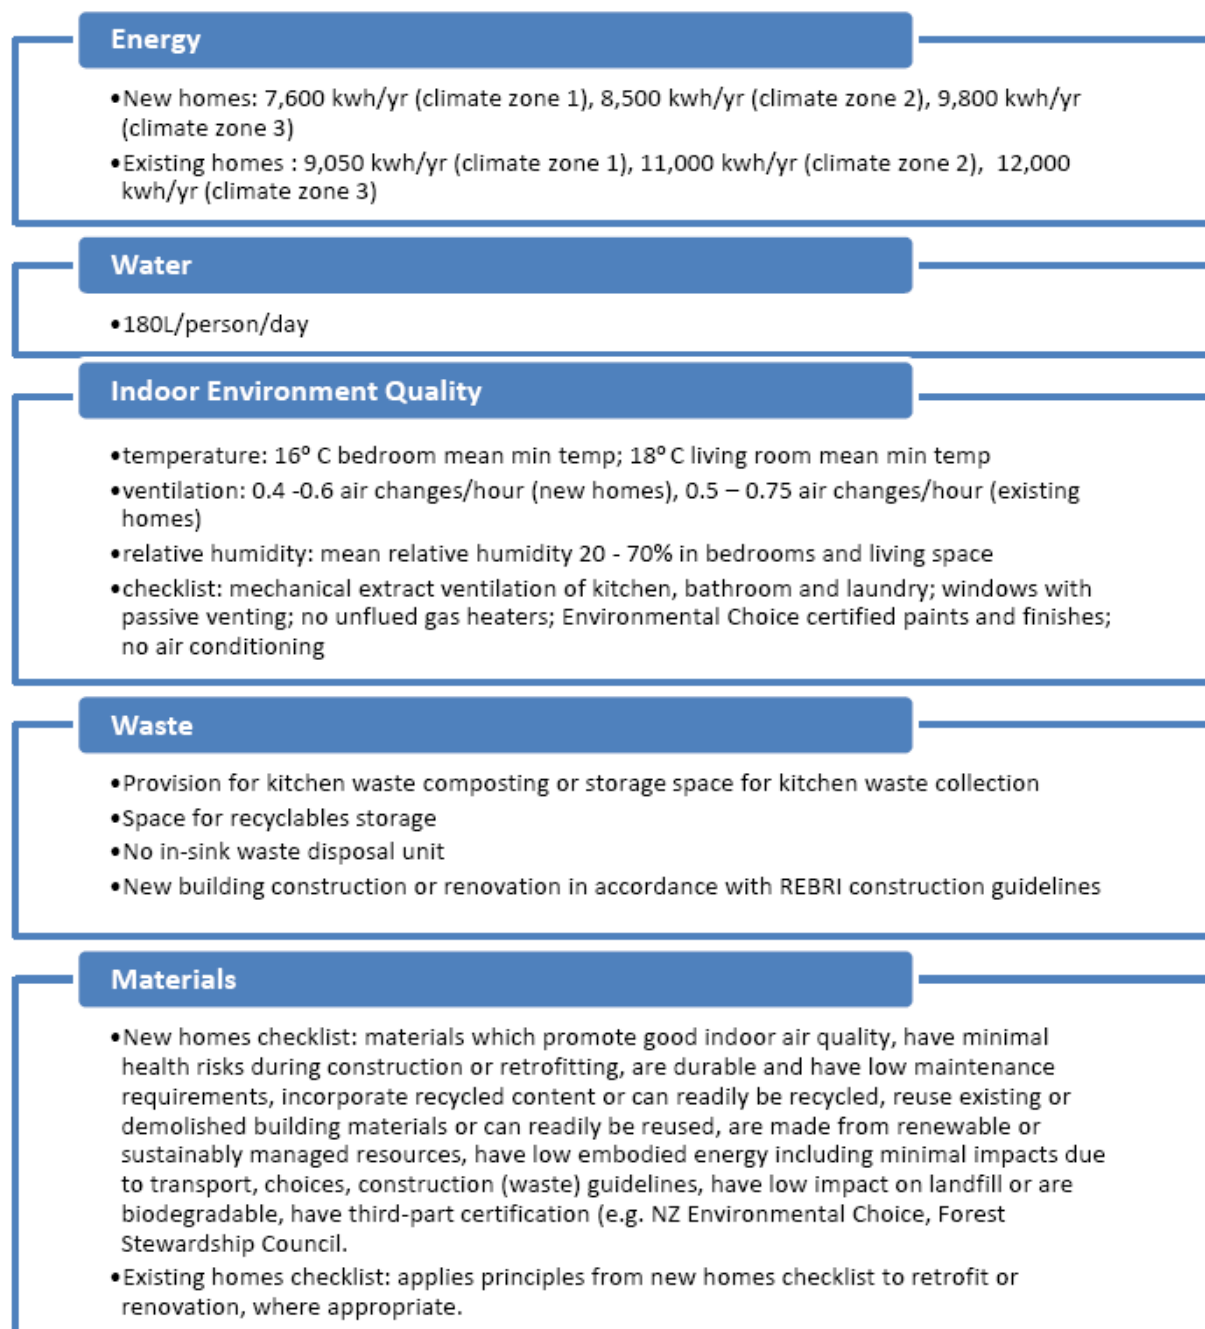 Energy
•New homes: 7,600 kwh/yr (climate zone 1), 8,500 kwh/yr (climate zone 2), 9,800 kwh/yr
(climate zone 3)
•Existing homes : 9,050 kwh/yr (climate zone 1), 11,000 kwh/yr (climate zone 2), 12,000
kwh/yr (climate zone 3)
Water
•180L/person/day
Indoor Environment Quality
•temperature: 16º C bedroom mean min temp; 18º C living room mean min temp
•ventilation: 0.4 -0.6 air changes/hour (new homes), 0.5 – 0.75 air changes/hour (existing
homes)
•relative humidity: mean relative humidity 20 - 70% in bedrooms and living space
•checklist: mechanical extract ventilation of kitchen, bathroom and laundry; windows with
passive venting; no unflued gas heaters; Environmental Choice certified paints and finishes;
no air conditioning
Waste
•Provision for kitchen waste composting or storage space for kitchen waste collection
•Space for recyclables storage
•No in-sink waste disposal unit
•New building construction or renovation in accordance with REBRI construction guidelines
Materials
•New homes checklist: materials which promote good indoor air quality, have minimal
health risks during construction or retrofitting, are durable and have low maintenance
requirements, incorporate recycled content or can readily be recycled, reuse existing or
demolished building materials or can readily be reused, are made from renewable or
sustainably managed resources, have low embodied energy including minimal impacts due
to transport, choices, construction (waste) guidelines, have low impact on landfill or are
biodegradable, have third-part certification (e.g. NZ Environmental Choice, Forest
Stewardship Council.
•Existing homes checklist: applies principles from new homes checklist to retrofit or
renovation, where appropriate.